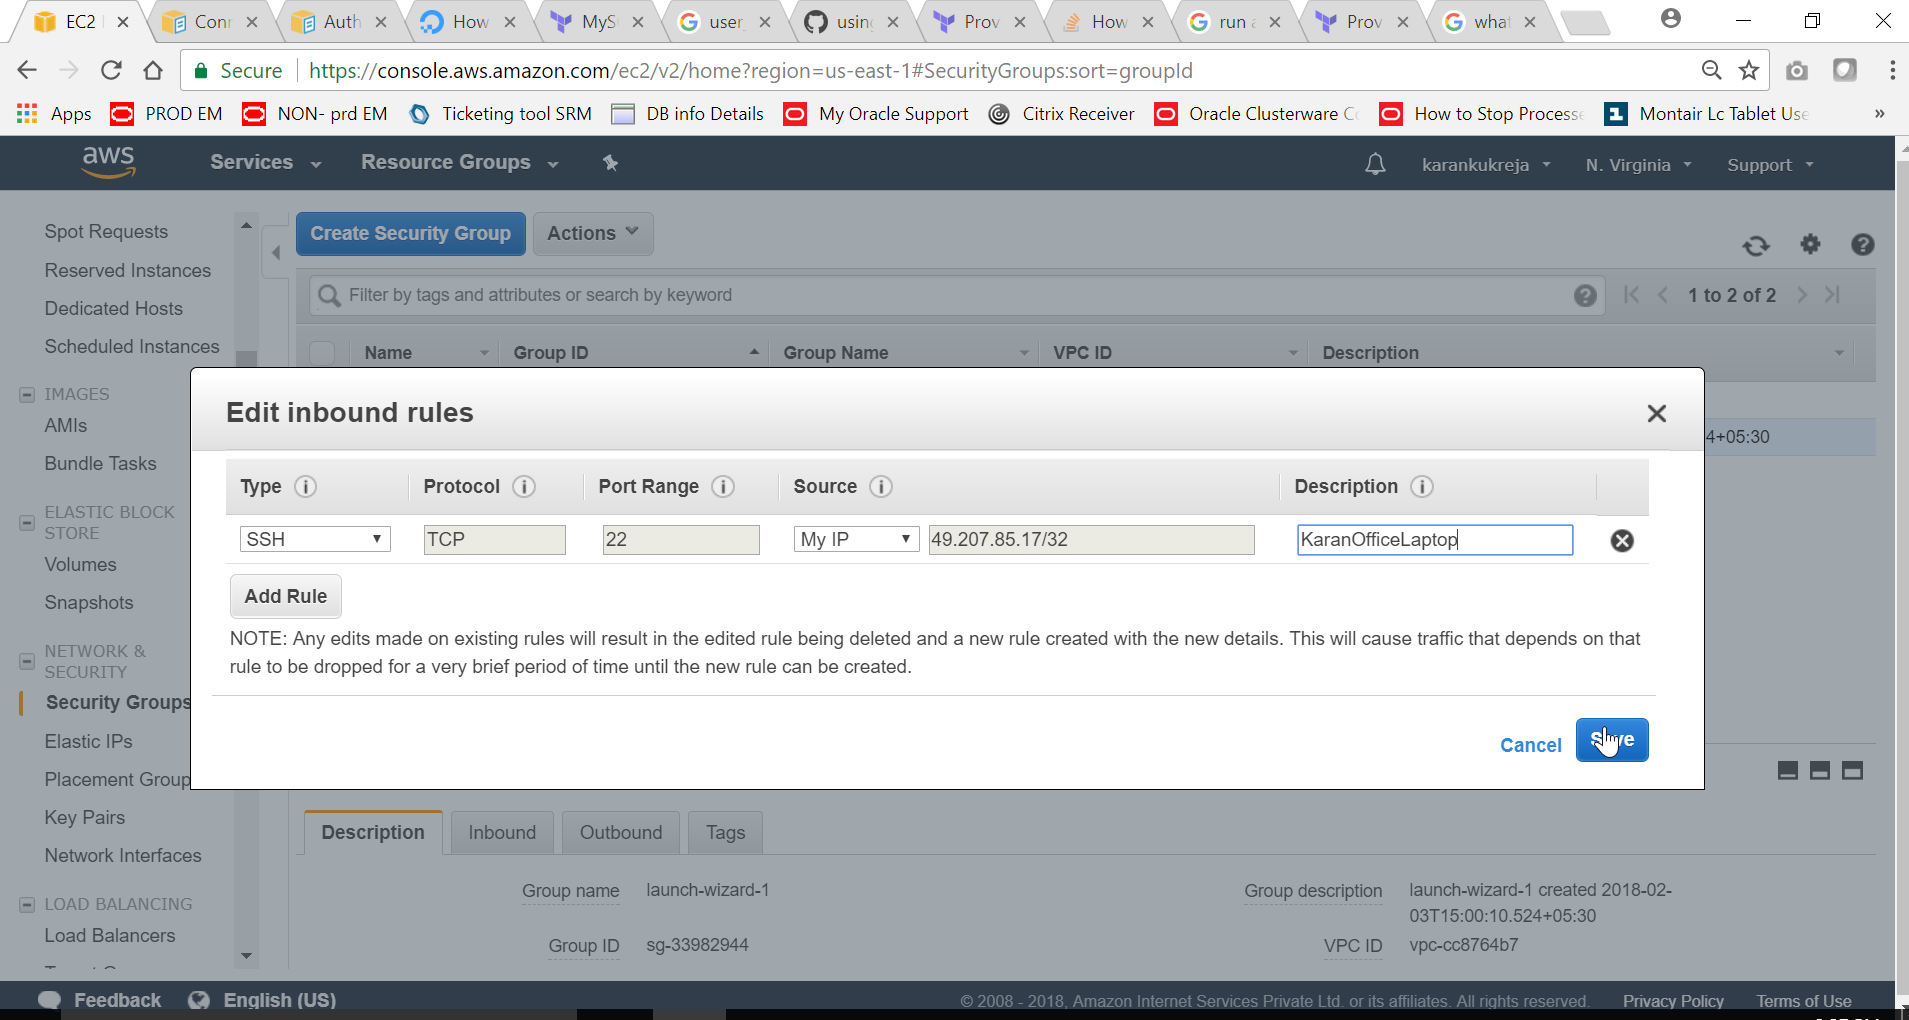 EC2
Conn
Auth
How
MyS
user_
using
Prov
How
run a
Prov
what
Secure
https://console.aws.amazon.com/ec2/v2/home?region=us-east-1#SecurityGroups:sort=groupId
Apps
PROD EM
NON- prd EM
Ticketing tool SRM
DB info Details
My Oracle Support
Citrix Receiver
Oracle Clusterware C
How to Stop Processe
1
Montair Lc Tablet Use
»
aws
Services
Resource Groups
karankukreja
N. Virginia
Support
Spot Requests
Reserved Instances
Dedicated Hosts
Scheduled Instances
IMAGES
AMIs
Bundle Tasks
ELASTIC BLOCK
STORE
Volumes
Snapshots
NETWORK &
SECURITY
Security Groups
Elastic IPs
Placement Group
Key Pairs
Network Interfaces
LOAD BALANCING
Load Balancers
Create Security Group
Actions
Filter by tags and attributes or search by keyword
1 to 2 of 2
Name
Group ID
Group Name
VPC ID
Description
4+05:30
Edit inbound rules
Type
Protocol
Port Range
Source
Description
SSH
TCP
22
My IP
49.207.85.17/32
KaranOfficeLaptop
Add Rule
NOTE: Any edits made on existing rules will result in the edited rule being deleted and a new rule created with the new details. This will cause traffic that depends on that
rule to be dropped for a very brief period of time until the new rule can be created.
Cancel
Save
Description
Inbound
Outbound
Tags
Group name
launch-wizard-1
Group description
launch-wizard-1 created 2018-02-
03T15:00:10.524+05:30
Group ID
sg-33982944
VPC ID
vpc-cc8764b7
Feedback
English (US)
© 2008 - 2018, Amazon Internet Services Private Ltd. or its affiliates. All rights reserved.
Privacy Policy
Terms of Use